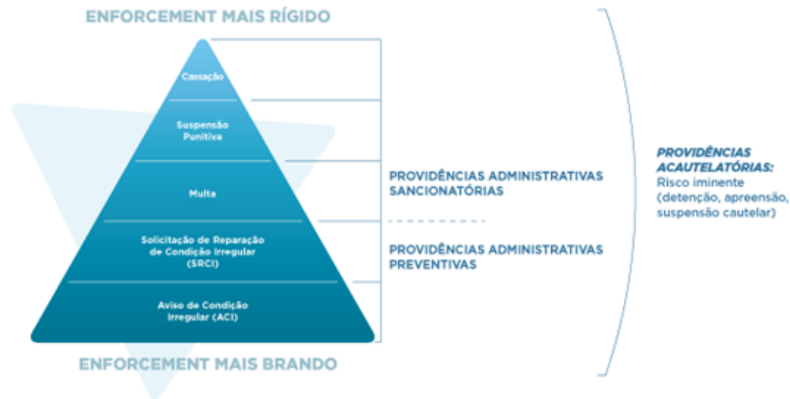 ENFORCEMENT MAIS RÍGIDO
Cassação
Suspensão
Punitiva
Multa
Solicitação de Reparação
de Condição Irregular
(SRCI)
Aviso de Condição
Irregular (ACI)
ENFORCEMENT MAIS BRANDO
PROVIDÊNCIAS ADMINISTRATIVAS
SANCIONATÓRIAS
PROVIDÊNCIAS ADMINISTRATIVAS
PREVENTIVAS
PROVIDÊNCIAS
ACAUTELATÓRIAS:
Risco iminente
(detenção, apreensão,
suspensão cautelar)